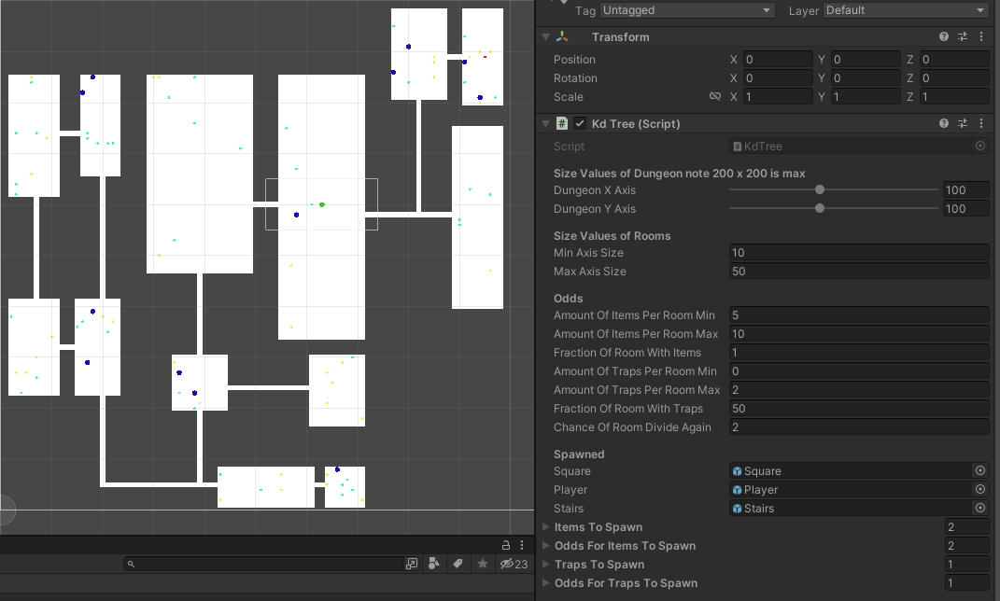 Tag Untagged Layer Default
Transform
Position X 0 Y 0 Z 0
Rotation X 0 Y 0 Z 0
Scale X 1 Y 1 Z 1
# Kd Tree (Script)
Script # KdTree
Size Values of Dungeon note 200 x 200 is max
Dungeon X Axis 100
Dungeon Y Axis 100
Size Values of Rooms
Min Axis Size 10
Max Axis Size 50
Odds
Amount Of Items Per Room Min 5
Amount Of Items Per Room Max 10
Fraction Of Room With Items 1
Amount Of Traps Per Room Min 0
Amount Of Traps Per Room Max 2
Fraction Of Room With Traps 50
Chance Of Room Divide Again 2
Spawned
Square Square
Player Player
Stairs Stairs
Items To Spawn 2
Odds For Items To Spawn 2
Traps To Spawn 1
Odds For Traps To Spawn 1
23